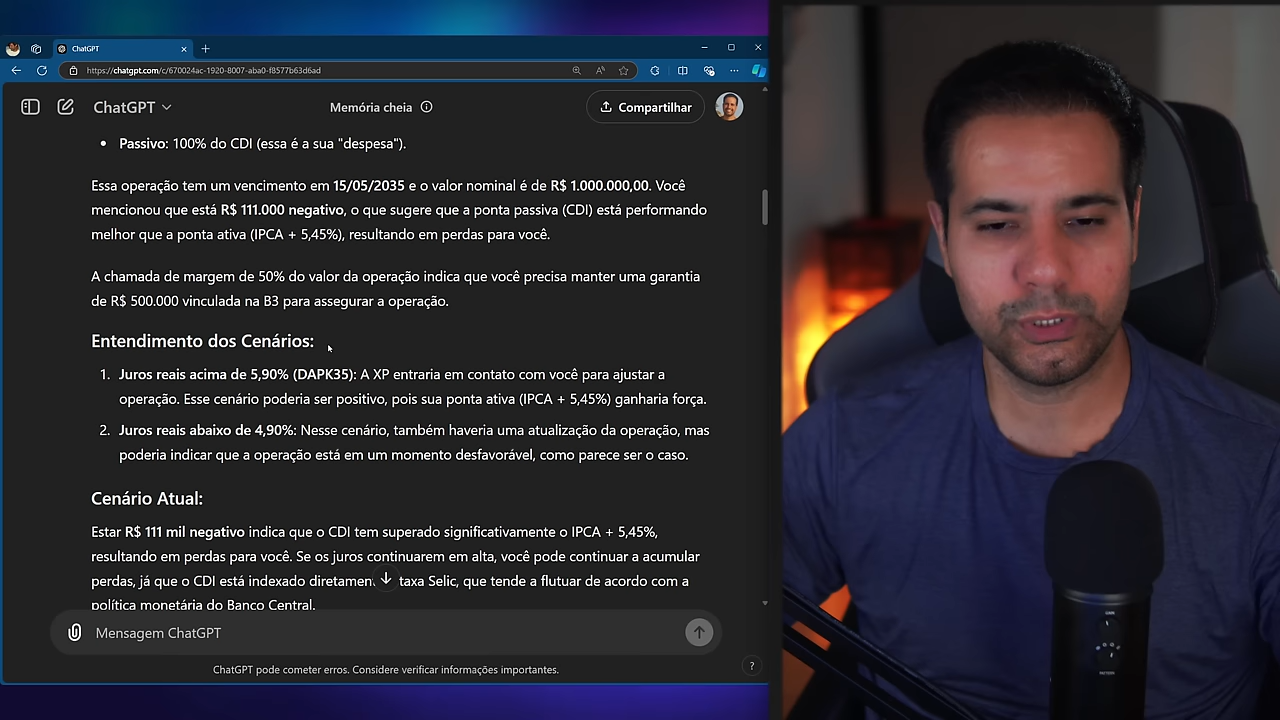 ChatGPT
https://chatgpt.com/c/670024ac-1920-8007-aba0-f8577b63d6ad
ChatGPT
Memória cheia
Compartilhar
• Passivo: 100% do CDI (essa é a sua "despesa").
Essa operação tem um vencimento em 15/05/2035 e o valor nominal é de R$ 1.000.000,00. Você
mencionou que está R$ 111.000 negativo, o que sugere que a ponta passiva (CDI) está performando
melhor que a ponta ativa (IPCA + 5,45%), resultando em perdas para você.
A chamada de margem de 50% do valor da operação indica que você precisa manter uma garantia
de R$ 500.000 vinculada na B3 para assegurar a operação.
Entendimento dos Cenários:
1. Juros reais acima de 5,90% (DAPK35): A XP entraria em contato com você para ajustar a
operação. Esse cenário poderia ser positivo, pois sua ponta ativa (IPCA + 5,45%) ganharia força.
2. Juros reais abaixo de 4,90%: Nesse cenário, também haveria uma atualização da operação, mas
poderia indicar que a operação está em um momento desfavorável, como parece ser o caso.
Cenário Atual:
Estar R$ 111 mil negativo indica que o CDI tem superado significativamente o IPCA + 5,45%,
resultando em perdas para você. Se os juros continuarem em alta, você pode continuar a acumular
perdas, já que o CDI está indexado diretamen taxa Selic, que tende a flutuar de acordo com a
política monetária do Banco Central.
Mensagem ChatGPT
ChatGPT pode cometer erros. Considere verificar informações importantes.
?